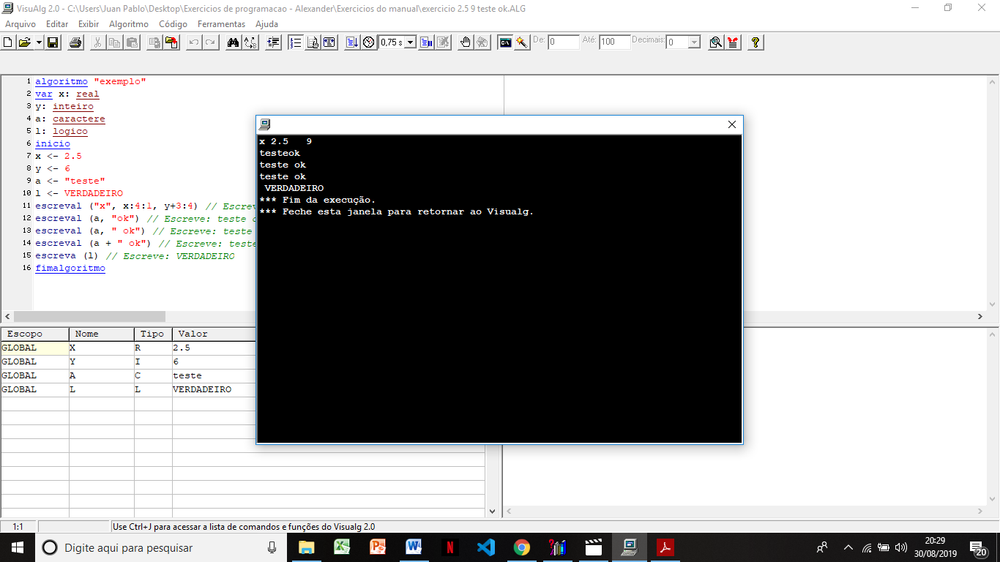 VisuAlg 2.0 - C:\Users\Juan Pablo\Desktop\Exercicios de programacao - Alexander\Exercicios do manual\exercicio 2.5 9 teste ok.ALG
Arquivo Editar Exibir Algoritmo Código Ferramentas Ajuda
0,75 s De: 0 Até: 100 Decimais: 0
1 algoritmo "exemplo"
2 var x: real
3 y: inteiro
4 a: caractere
5 l: logico
6 inicio
7 x <- 2.5
8 y <- 6
9 a <- "teste"
10 l <- VERDADEIRO
11 escreval ("x", x:4:1, y+3:4) // Escrev
12 escreval (a, "ok") // Escreve: teste o
13 escreval (a, " ok") // Escreve: teste
14 escreval (a + " ok") // Escreve: teste
15 escreva (l) // Escreve: VERDADEIRO
16 fimalgoritmo
x 2.5   9
testeok
teste ok
teste ok
VERDADEIRO
*** Fim da execução.
*** Feche esta janela para retornar ao Visualg.
Escopo Nome Tipo Valor
GLOBAL X R 2.5
GLOBAL Y I 6
GLOBAL A C teste
GLOBAL L L VERDADEIRO
1:1 Use Ctrl+J para acessar a lista de comandos e funções do Visualg 2.0
Digite aqui para pesquisar
20:29
30/08/2019
20